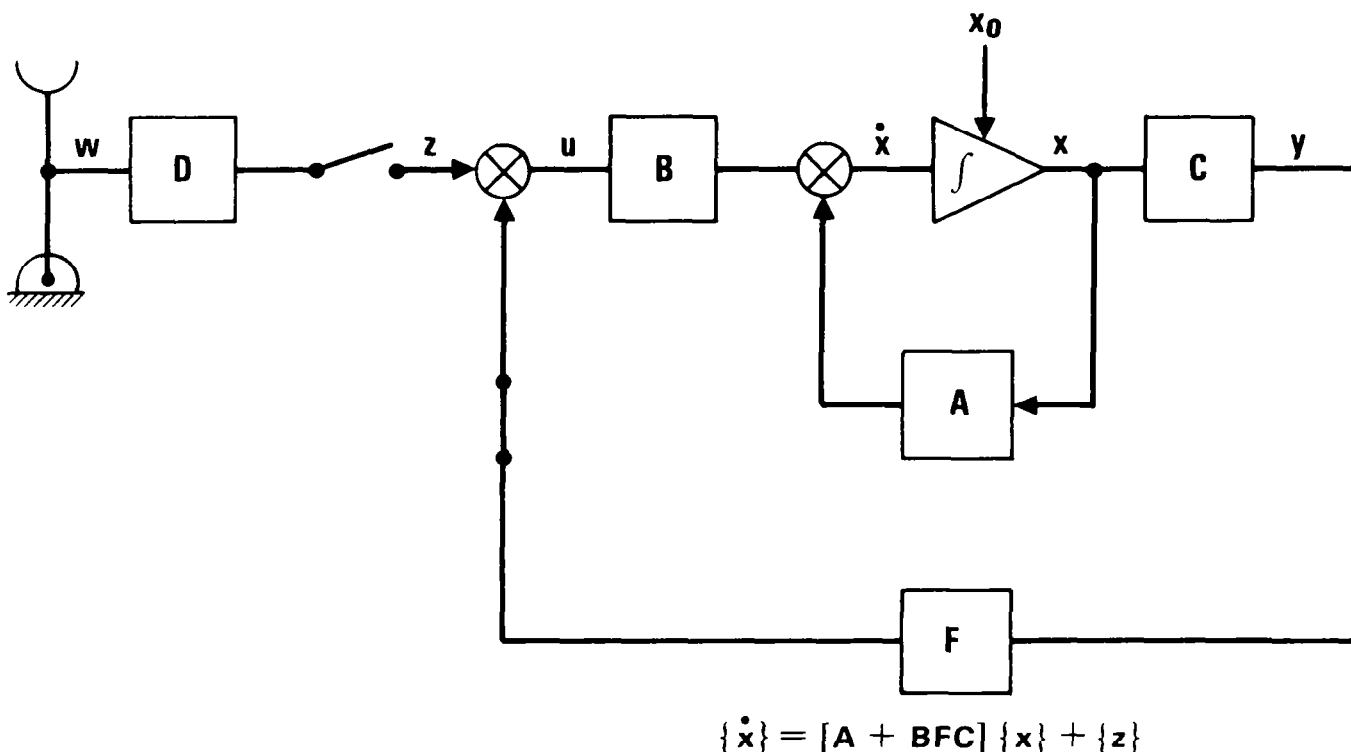 x₀
w
D
z
u
B
ẋ
∫
x
C
y
A
F
{ẋ} = [A + BFC] {x} + {z}